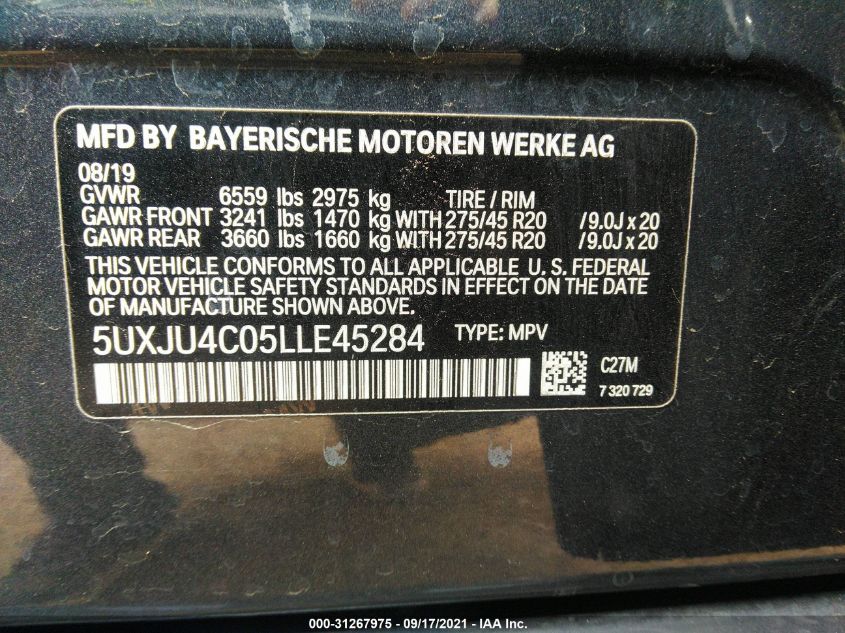 MFD BY BAYERISCHE MOTOREN WERKE AG
08/19
GVWR 6559 lbs 2975 kg TIRE / RIM
GAWR FRONT 3241 lbs 1470 kg WITH 275/45 R20 / 9.0J x 20
GAWR REAR 3660 lbs 1660 kg WITH 275/45 R20 / 9.0J x 20
THIS VEHICLE CONFORMS TO ALL APPLICABLE U. S. FEDERAL
MOTOR VEHICLE SAFETY STANDARDS IN EFFECT ON THE DATE
OF MANUFACTURE SHOWN ABOVE.
5UXJU4C05LLE45284 TYPE: MPV
C27M
7 320 729
000-31267975 - 09/17/2021 - IAA Inc.